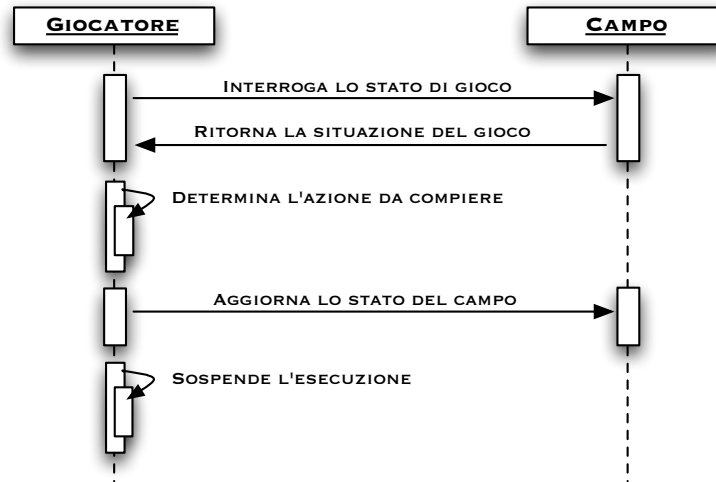 GIOCATORE
CAMPO
INTERROGA LO STATO DI GIOCO
RITORNA LA SITUAZIONE DEL GIOCO
DETERMINA L'AZIONE DA COMPIERE
AGGIORNA LO STATO DEL CAMPO
SOSPENDE L'ESECUZIONE